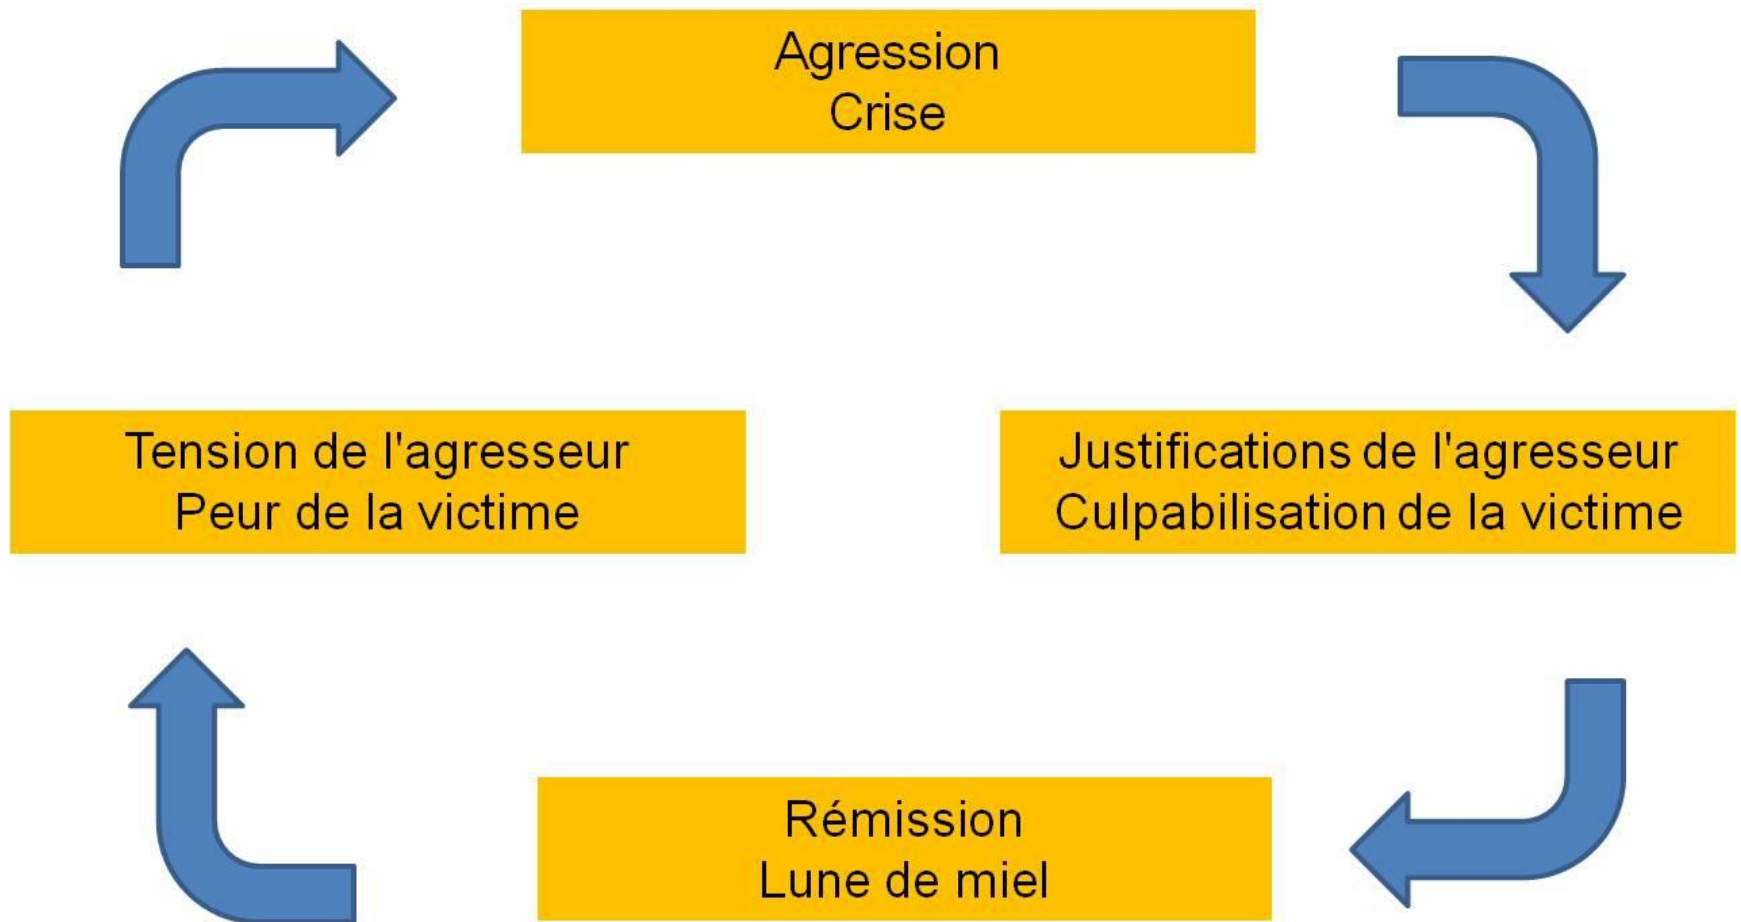 Agression
Crise
Tension de l'agresseur
Peur de la victime
Justifications de l'agresseur
Culpabilisation de la victime
Rémission
Lune de miel